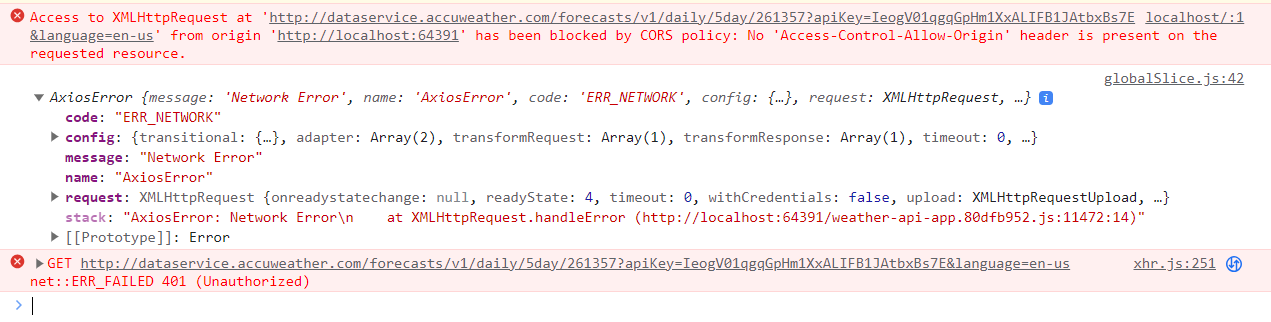 Access to XMLHttpRequest at 'http://dataservice.accuweather.com/forecasts/v1/daily/5day/261357?apiKey=IeogV01qgqGpHm1XxALIFB1JAtbxBs7E localhost/:1
&language=en-us' from origin 'http://localhost:64391' has been blocked by CORS policy: No 'Access-Control-Allow-Origin' header is present on the
requested resource.
globalSlice.js:42
AxiosError {message: 'Network Error', name: 'AxiosError', code: 'ERR_NETWORK', config: {…}, request: XMLHttpRequest, …} i
code: "ERR_NETWORK"
config: {transitional: {…}, adapter: Array(2), transformRequest: Array(1), transformResponse: Array(1), timeout: 0, …}
message: "Network Error"
name: "AxiosError"
request: XMLHttpRequest {onreadystatechange: null, readyState: 4, timeout: 0, withCredentials: false, upload: XMLHttpRequestUpload, …}
stack: "AxiosError: Network Error\n    at XMLHttpRequest.handleError (http://localhost:64391/weather-api-app.80dfb952.js:11472:14)"
[[Prototype]]: Error
GET http://dataservice.accuweather.com/forecasts/v1/daily/5day/261357?apiKey=IeogV01qgqGpHm1XxALIFB1JAtbxBs7E&language=en-us xhr.js:251
net::ERR_FAILED 401 (Unauthorized)